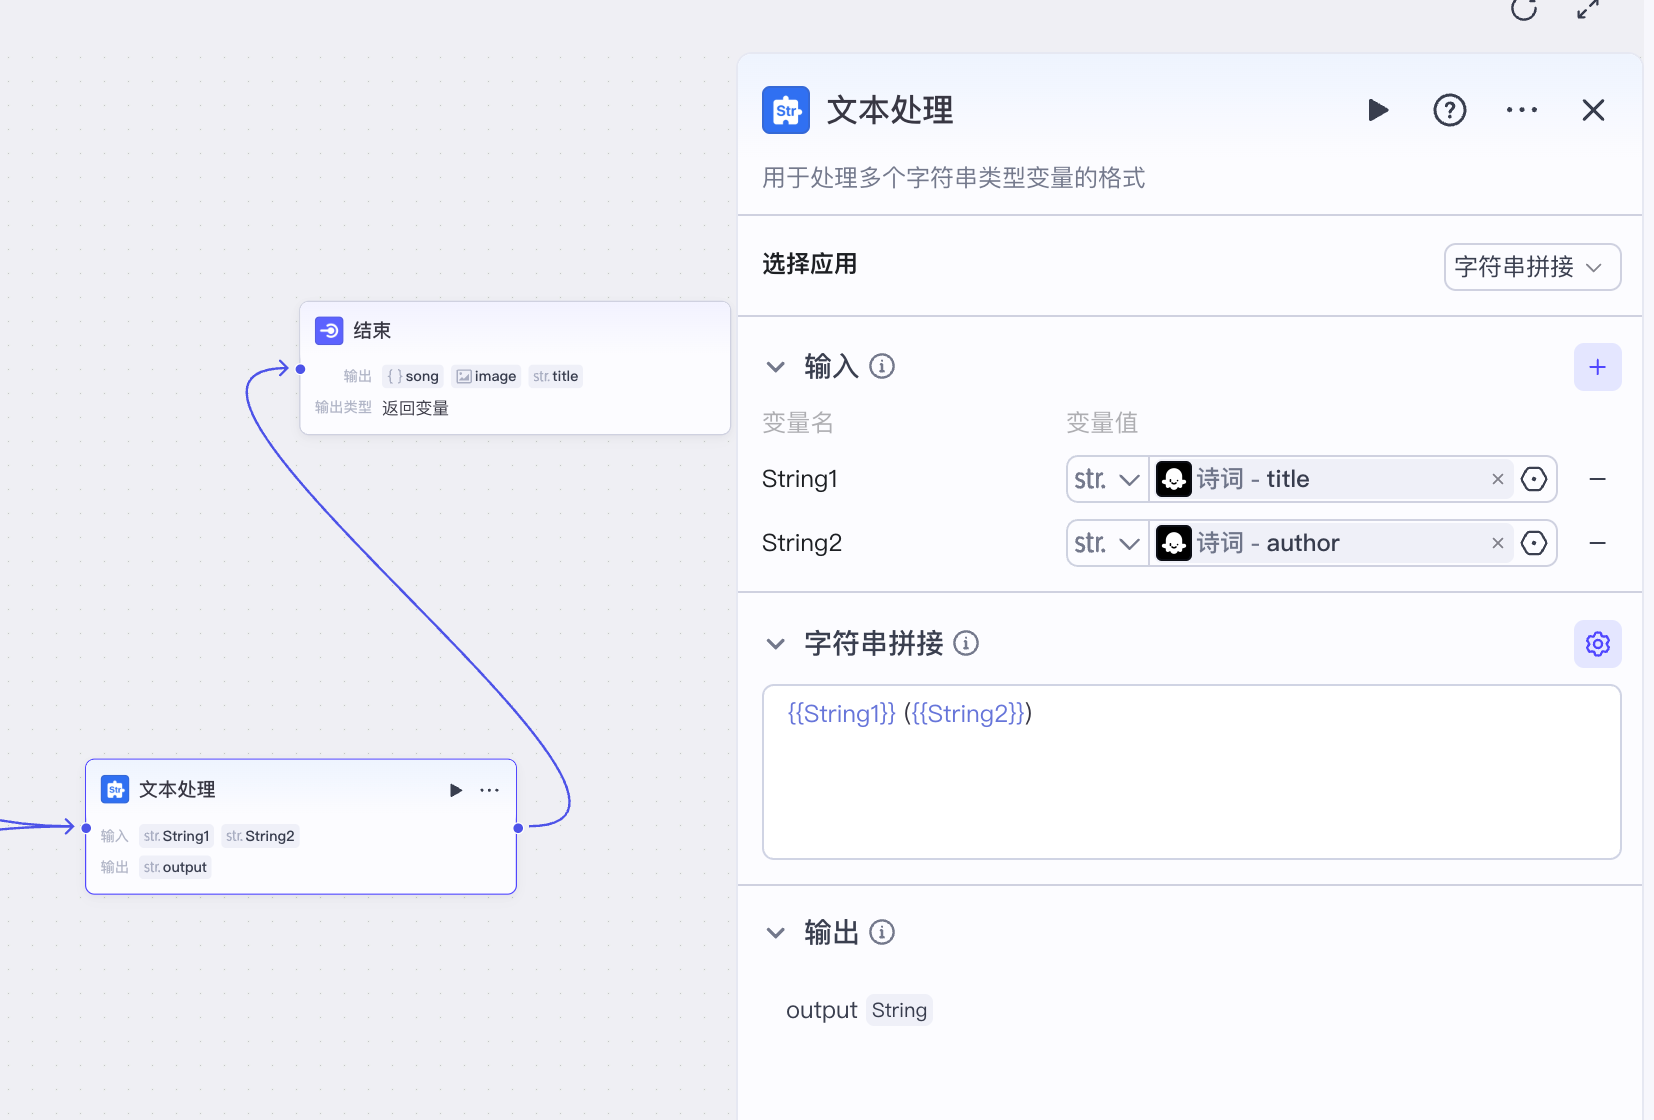 结束
输出 { } song image str. title
输出类型 返回变量
Str 文本处理
输入 str. String1 str. String2
输出 str. output
Str 文本处理
用于处理多个字符串类型变量的格式
选择应用 字符串拼接
输入
变量名 变量值
String1 str. 诗词 - title
String2 str. 诗词 - author
字符串拼接
{{String1}} ({{String2}})
输出
output String